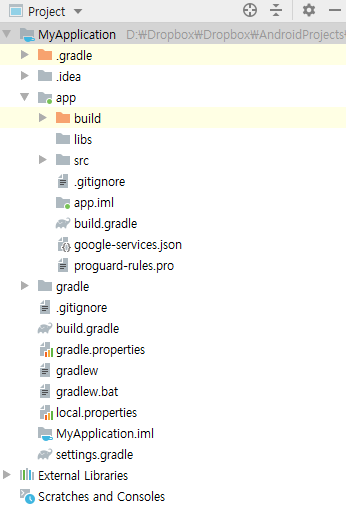 Project
MyApplication D:₩Dropbox₩Dropbox₩AndroidProjects₩
.gradle
.idea
app
build
libs
src
.gitignore
app.iml
build.gradle
google-services.json
proguard-rules.pro
gradle
.gitignore
build.gradle
gradle.properties
gradlew
gradlew.bat
local.properties
MyApplication.iml
settings.gradle
External Libraries
Scratches and Consoles